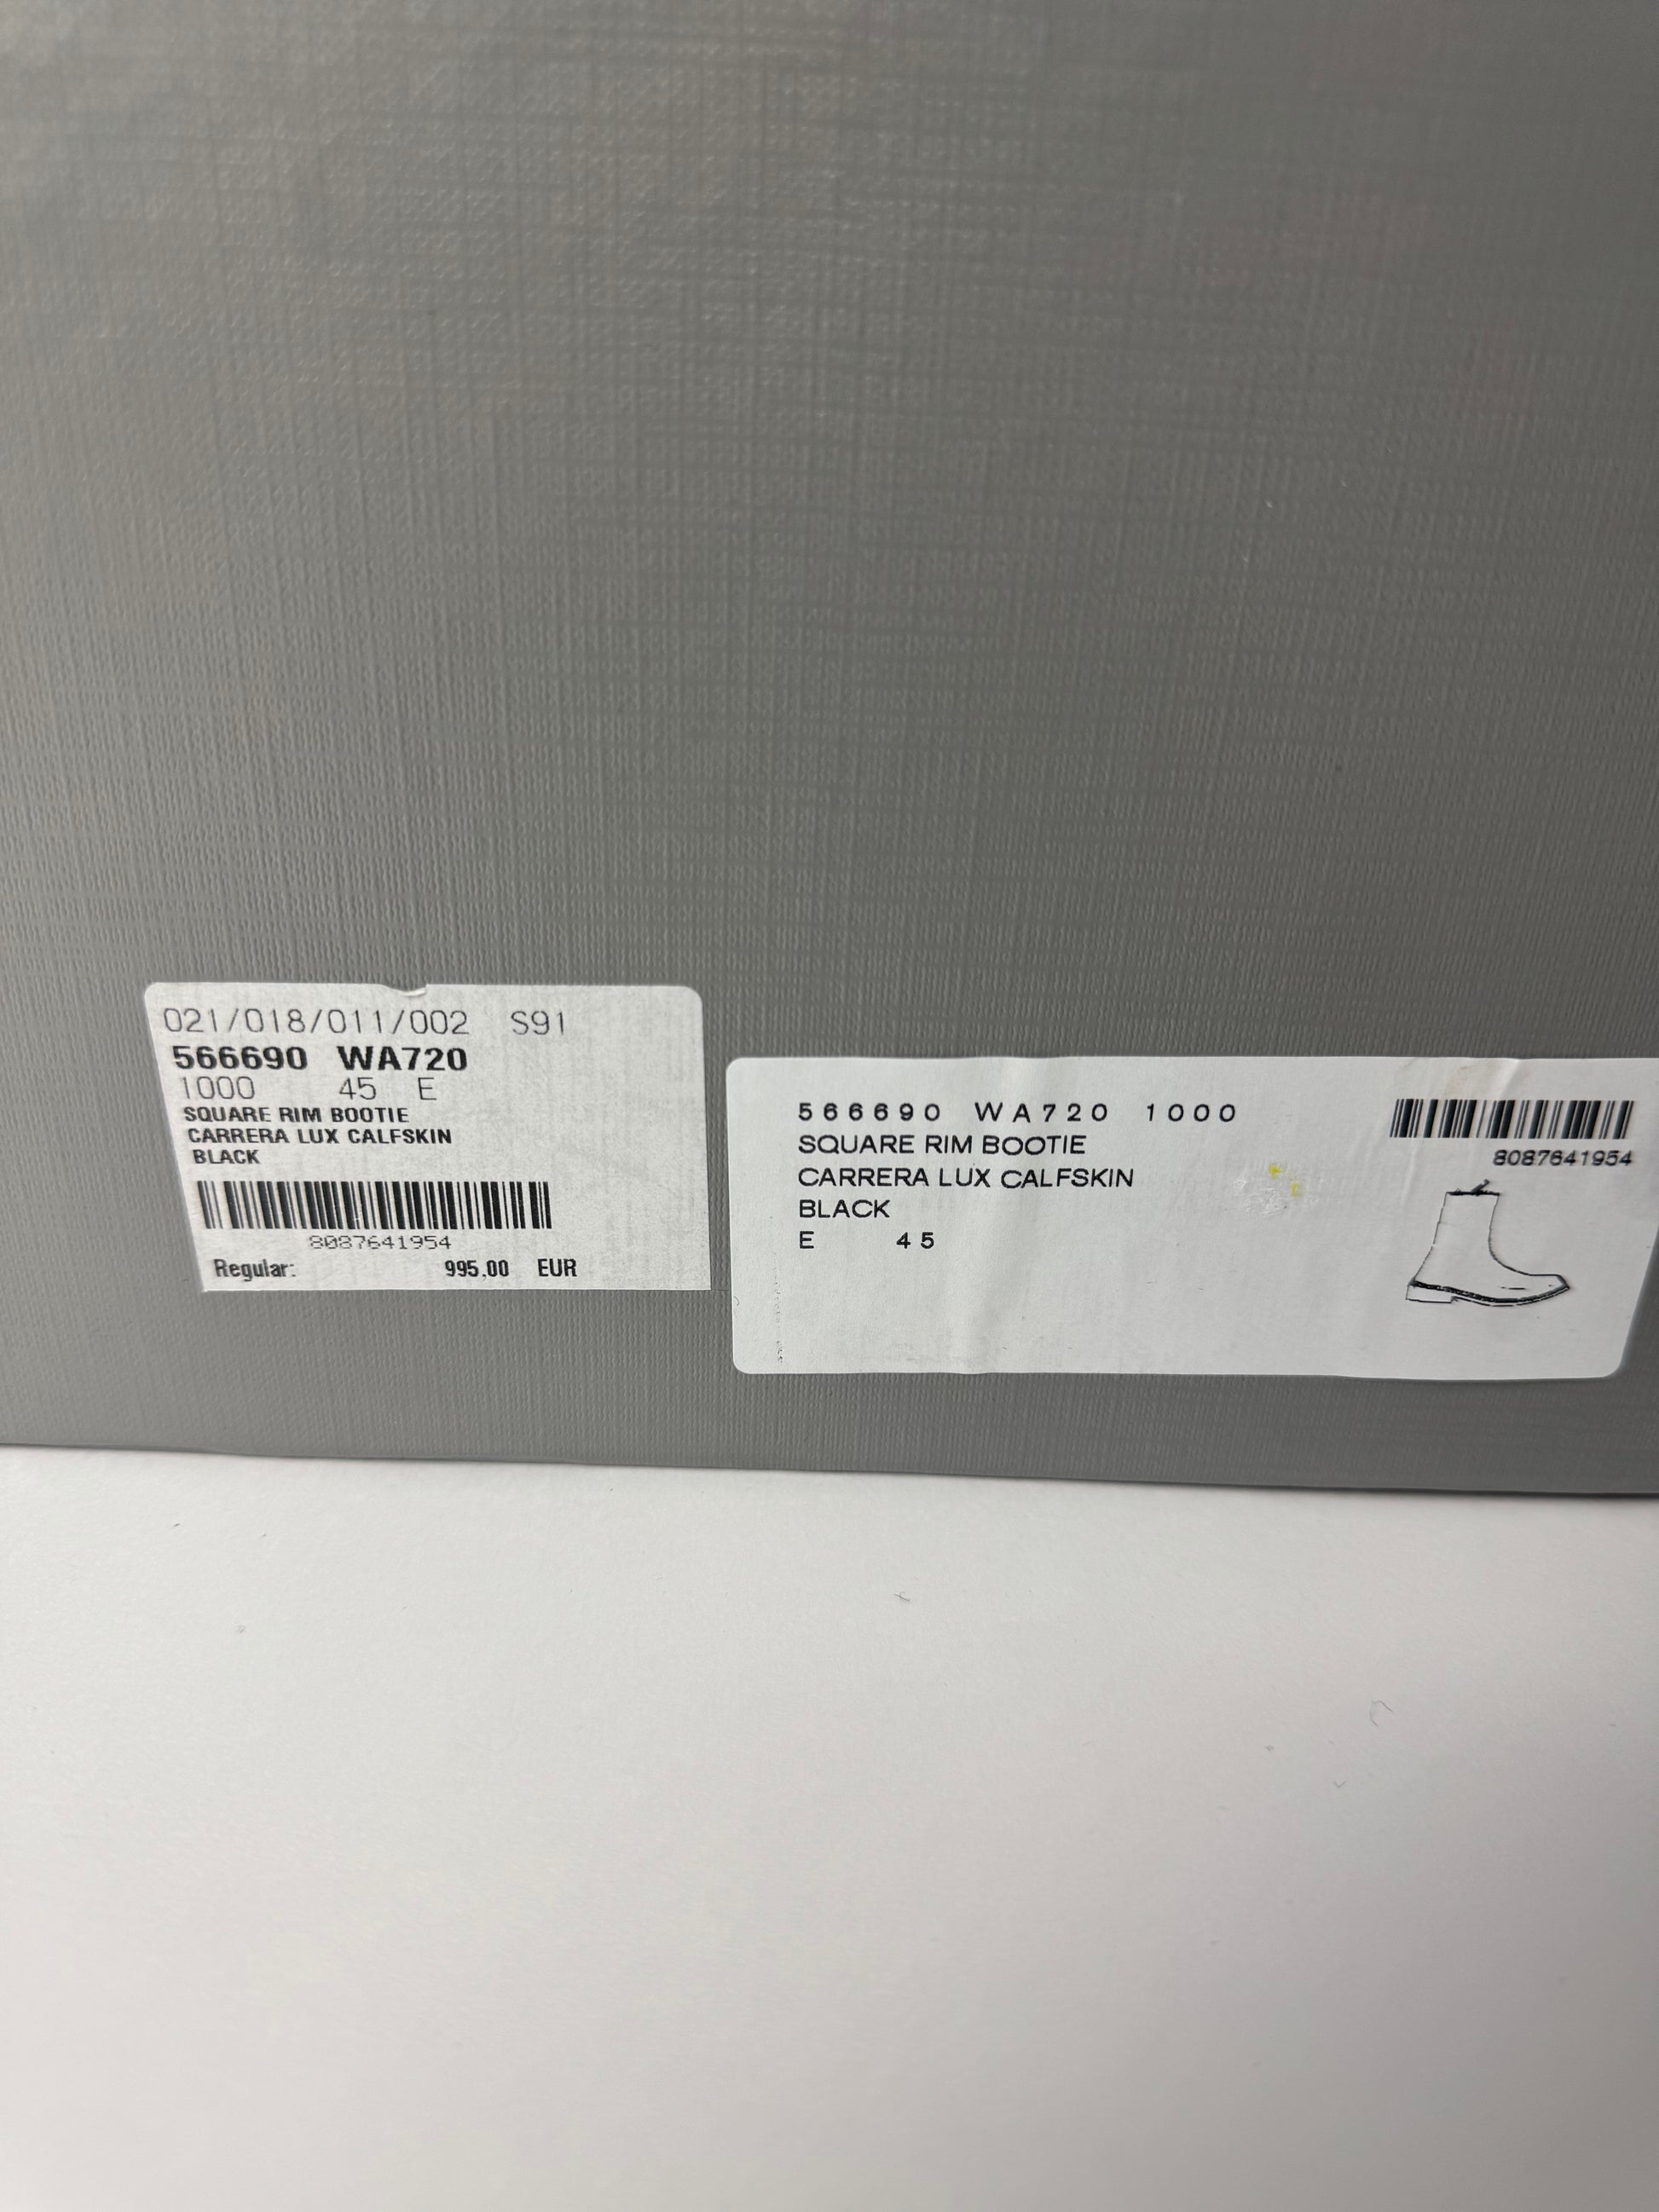 021/018/011/002 S91
566690 WA720
1000 45 E
SQUARE RIM BOOTIE
CARRERA LUX CALFSKIN
BLACK
8087641954
Regular: 995.00 EUR
566690 WA720 1000
SQUARE RIM BOOTIE
CARRERA LUX CALFSKIN
BLACK
E 45
8087641954